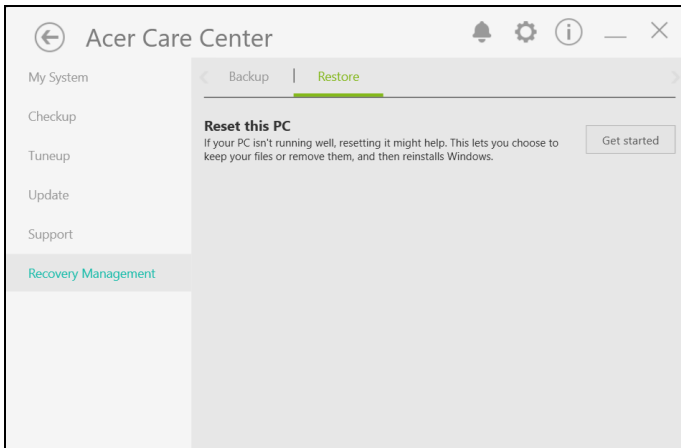 Acer Care Center
My System
Checkup
Tuneup
Update
Support
Recovery Management
Backup | Restore
Reset this PC
If your PC isn't running well, resetting it might help. This lets you choose to
keep your files or remove them, and then reinstalls Windows.
Get started